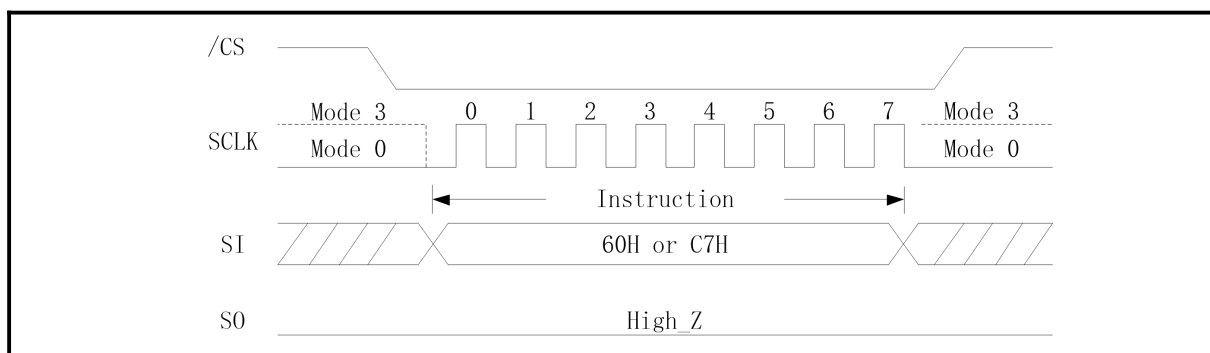 /CS
Mode 3 0 1 2 3 4 5 6 7 Mode 3
SCLK
Mode 0 Mode 0
Instruction
SI 60H or C7H
SO High_Z